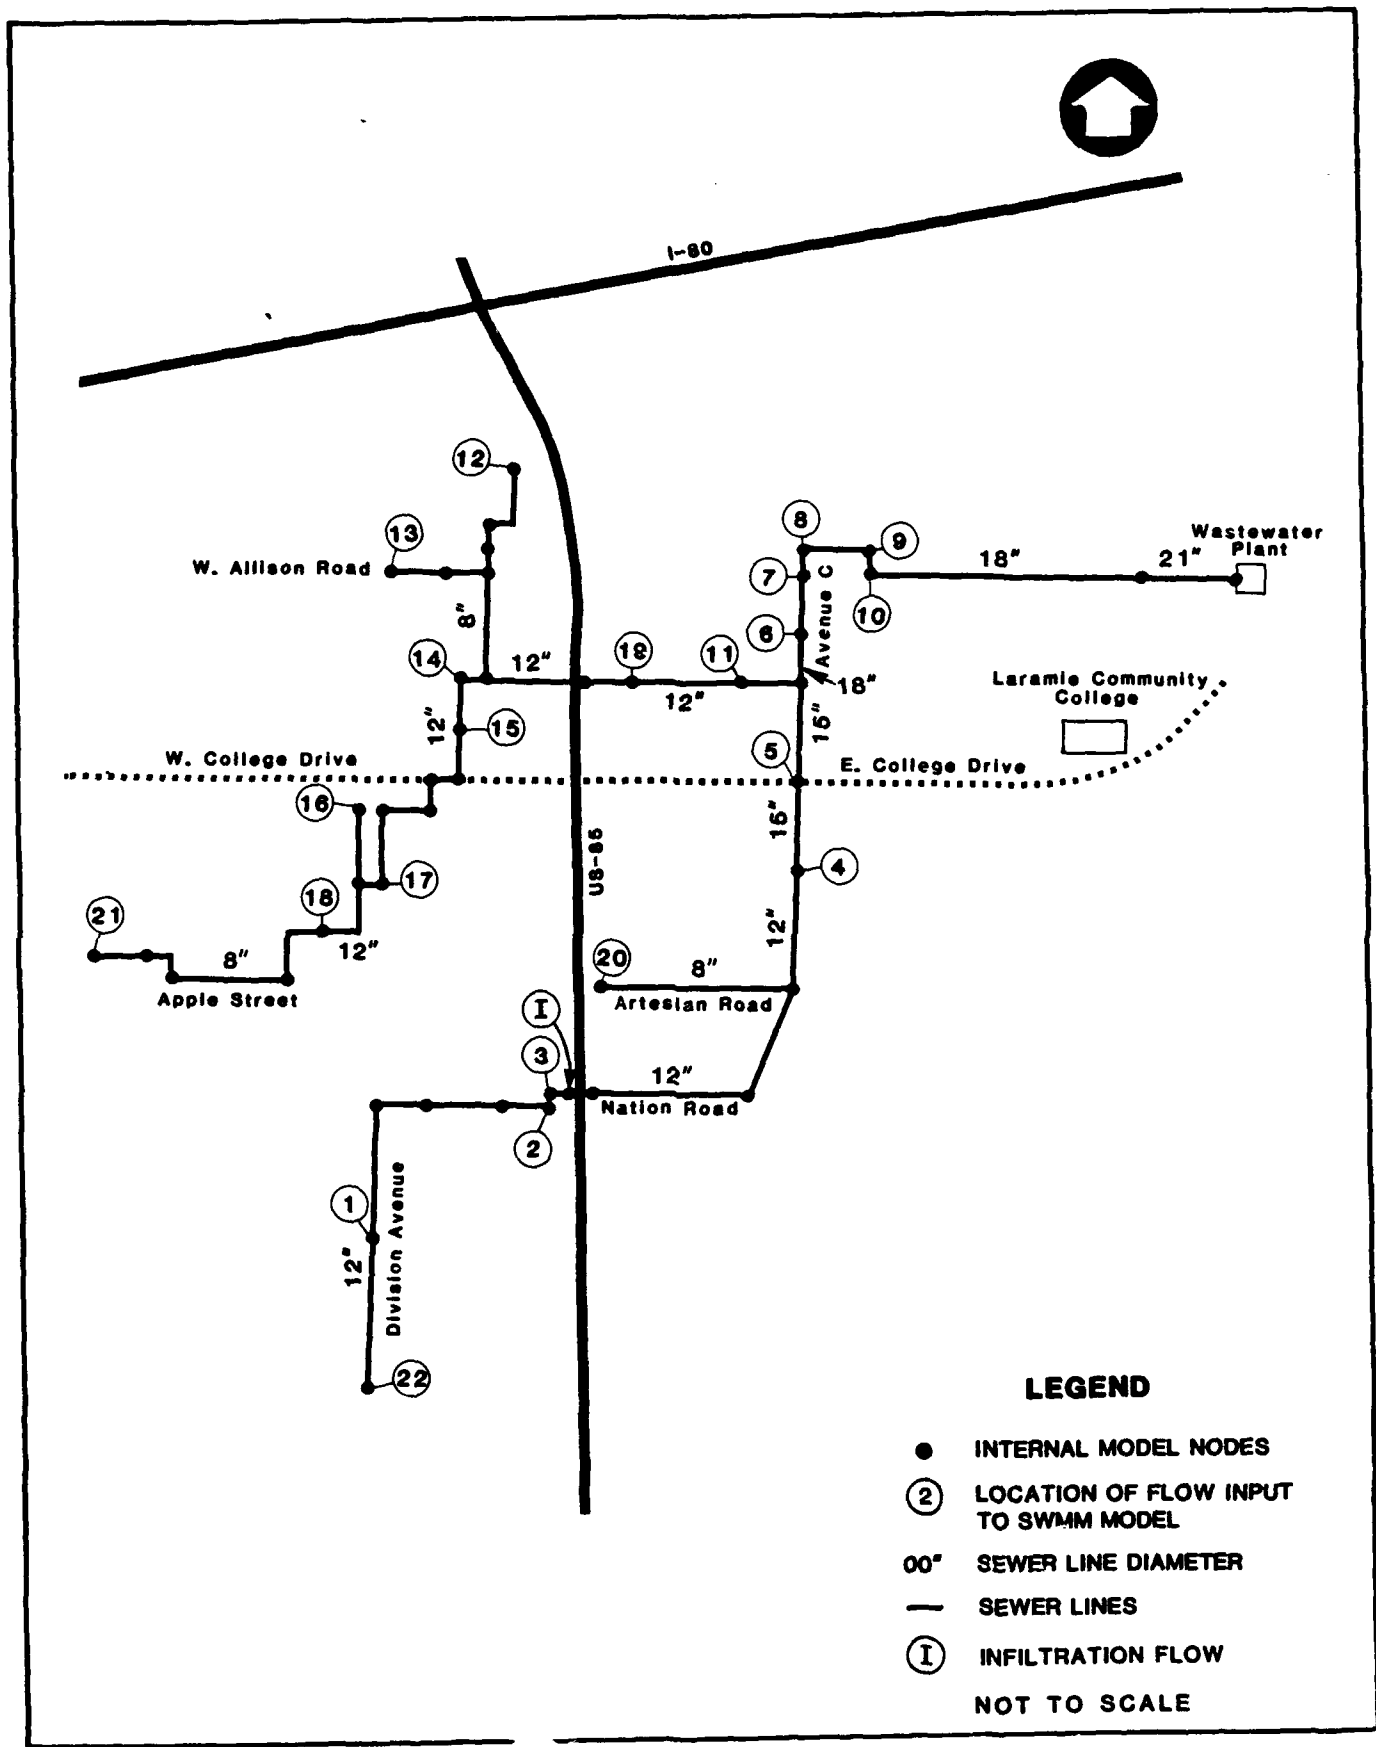 I-80
12
13
W. Allison Road
8"
8
9
Wastewater
Plant
18"
21"
7
Avenue C
10
6
14
12"
19
11
12"
18"
Laramie Community
College
12"
15
15"
5
W. College Drive
E. College Drive
16
15"
US-85
4
17
18
12"
21
12"
8"
Apple Street
20
8"
Artesian Road
I
3
12"
Nation Road
2
1
12"
Division Avenue
22
LEGEND
INTERNAL MODEL NODES
2 LOCATION OF FLOW INPUT
TO SWMM MODEL
00" SEWER LINE DIAMETER
SEWER LINES
I INFILTRATION FLOW
NOT TO SCALE